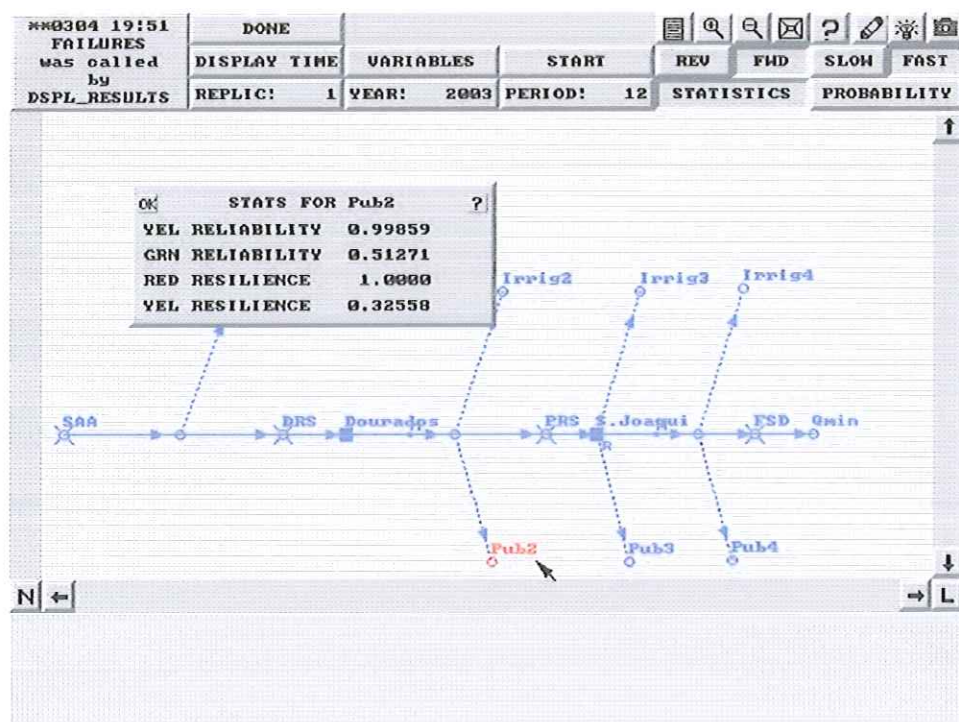 **0304 19:51
FAILURES
was called
by
DSPL_RESULTS
DONE
DISPLAY TIME VARIABLES START REV FWD SLOW FAST
REPLIC: 1 YEAR: 2003 PERIOD: 12 STATISTICS PROBABILITY
OK STATS FOR Pub2 ?
YEL RELIABILITY 0.99859
GRN RELIABILITY 0.51271
RED RESILIENCE 1.0000
YEL RESILIENCE 0.32558
Irrig2 Irrig3 Irrig4
SAA DRS Dourados PRS S.Joaqui FSD Qmin
R
Pub2 Pub3 Pub4
N L